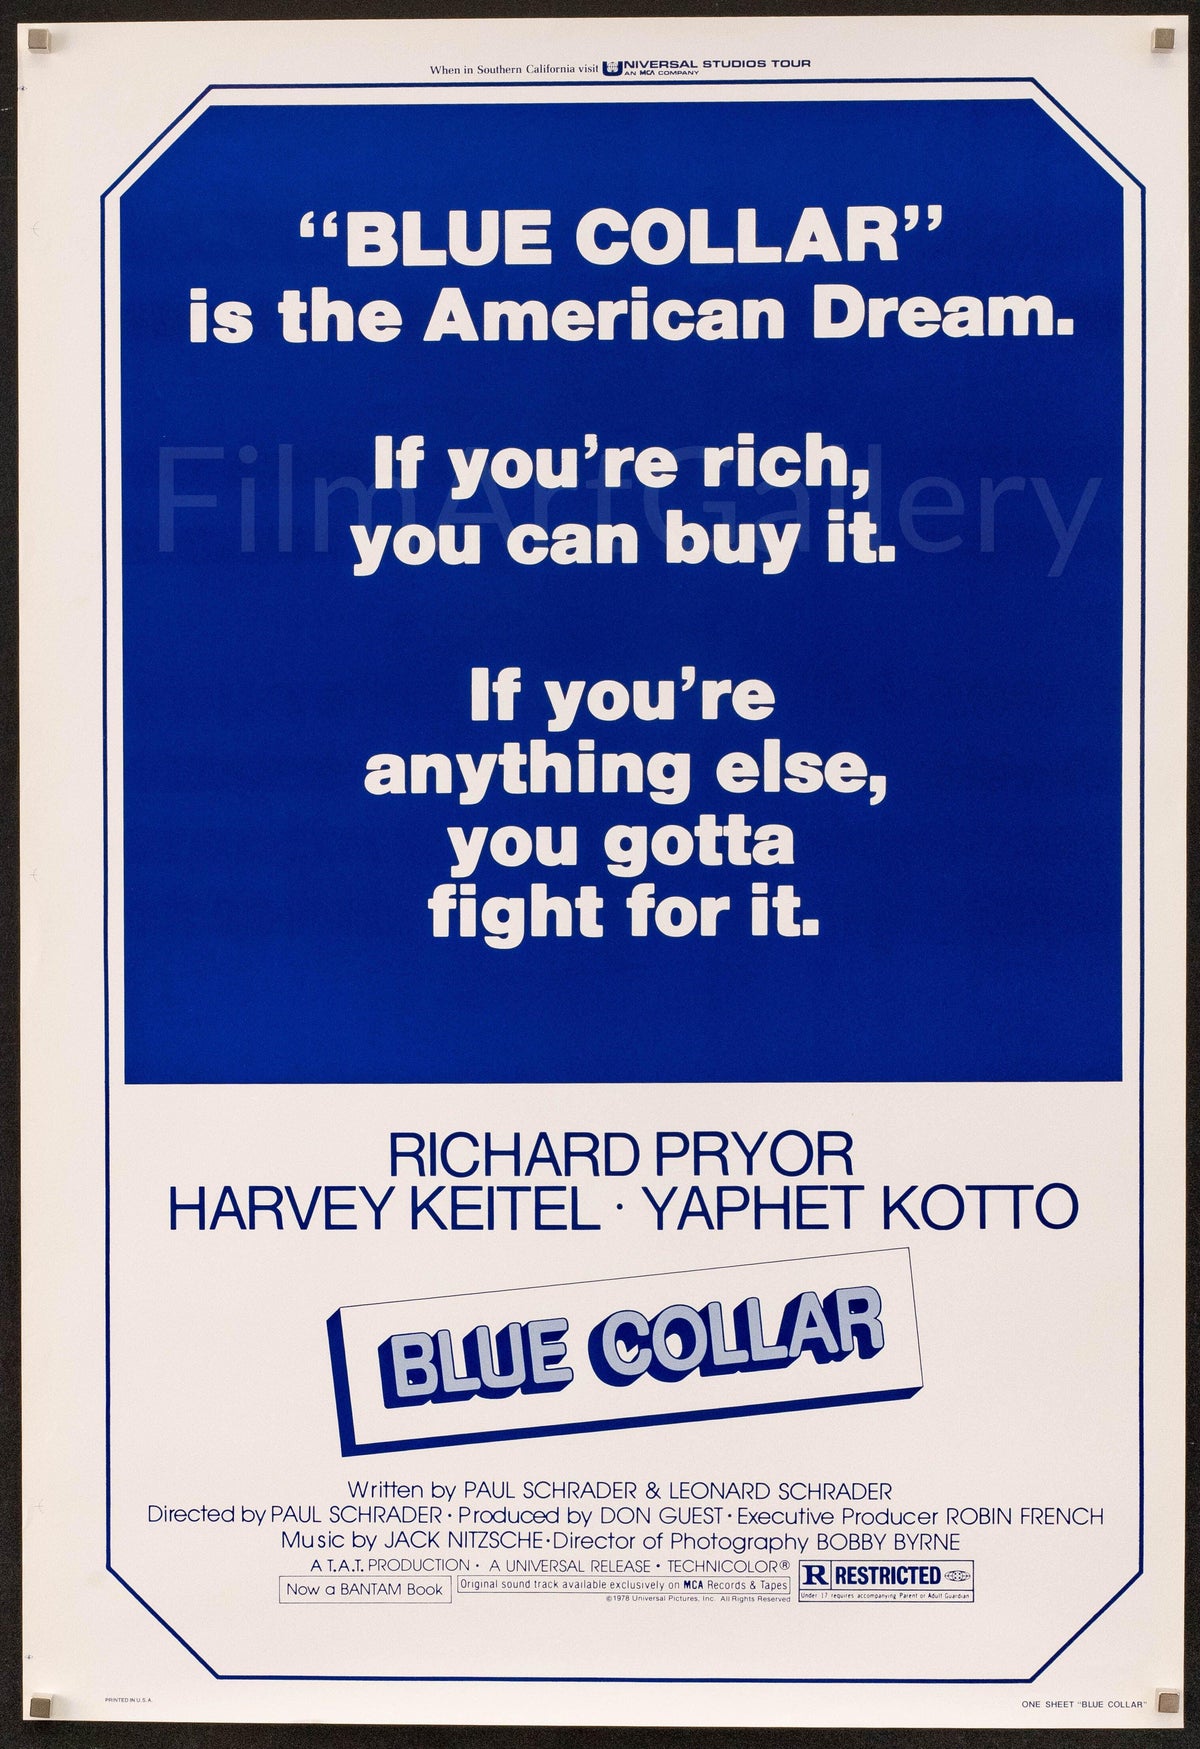 When in Southern California visit UNIVERSAL STUDIOS TOUR
AN MCA COMPANY
“BLUE COLLAR”
is the American Dream.
If you’re rich,
you can buy it.
FilmArtGallery
If you’re
anything else,
you gotta
fight for it.
RICHARD PRYOR
HARVEY KEITEL · YAPHET KOTTO
BLUE COLLAR
Written by PAUL SCHRADER & LEONARD SCHRADER
Directed by PAUL SCHRADER · Produced by DON GUEST · Executive Producer ROBIN FRENCH
Music by JACK NITZSCHE · Director of Photography BOBBY BYRNE
A T.A.T. PRODUCTION · A UNIVERSAL RELEASE · TECHNICOLOR®
Now a BANTAM Book
Original sound track available exclusively on MCA Records & Tapes
©1978 Universal Pictures, Inc. All Rights Reserved
R RESTRICTED
Under 17 requires accompanying Parent or Adult Guardian
PRINTED IN U.S.A.
ONE SHEET "BLUE COLLAR"